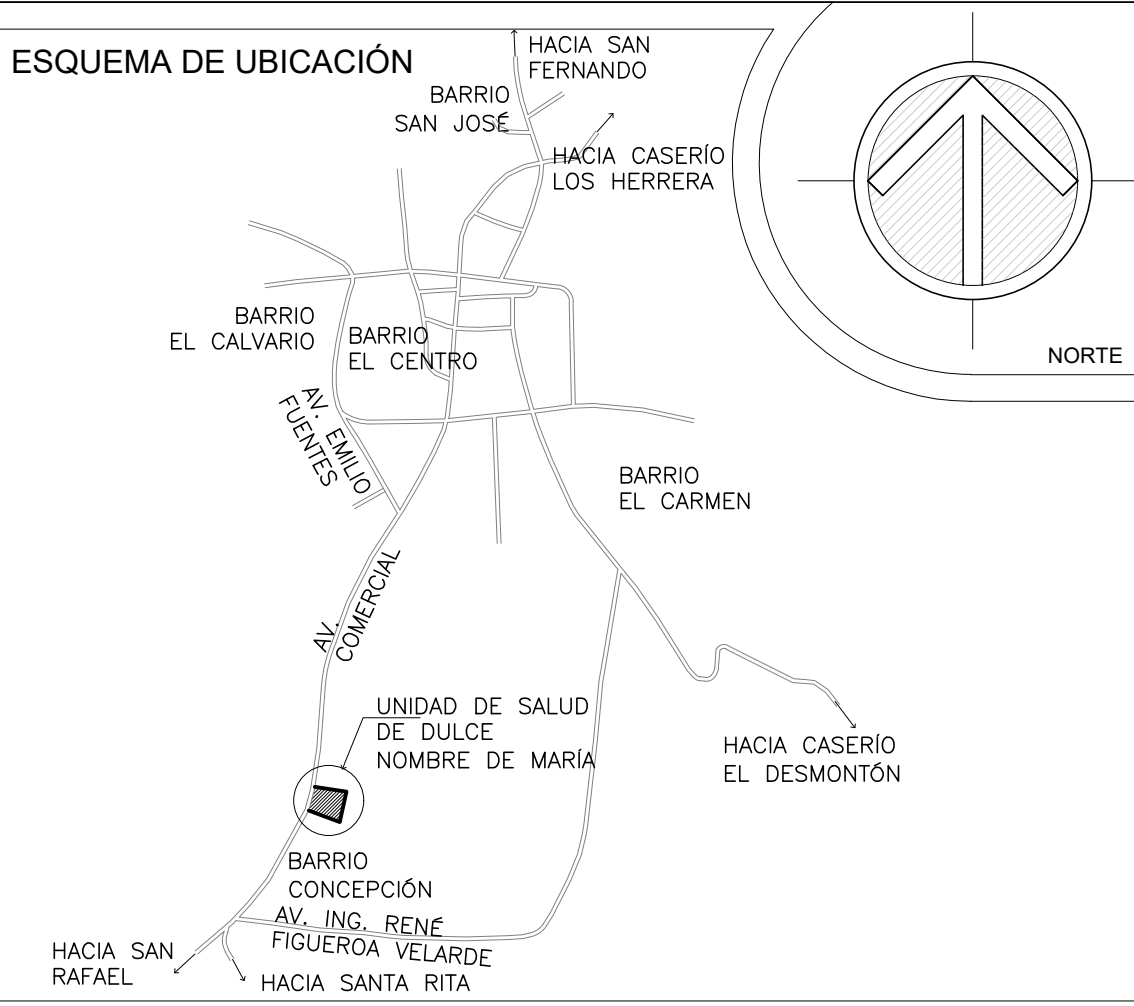 ESQUEMA DE UBICACIÓN
HACIA SAN
FERNANDO
BARRIO
SAN JOSÉ
HACIA CASERÍO
LOS HERRERA
NORTE
BARRIO
EL CALVARIO
BARRIO
EL CENTRO
AV. EMILIO
FUENTES
BARRIO
EL CARMEN
AV.
COMERCIAL
UNIDAD DE SALUD
DE DULCE
NOMBRE DE MARÍA
HACIA CASERÍO
EL DESMONTÓN
BARRIO
CONCEPCIÓN
AV. ING. RENÉ
FIGUEROA VELARDE
HACIA SAN
RAFAEL
HACIA SANTA RITA